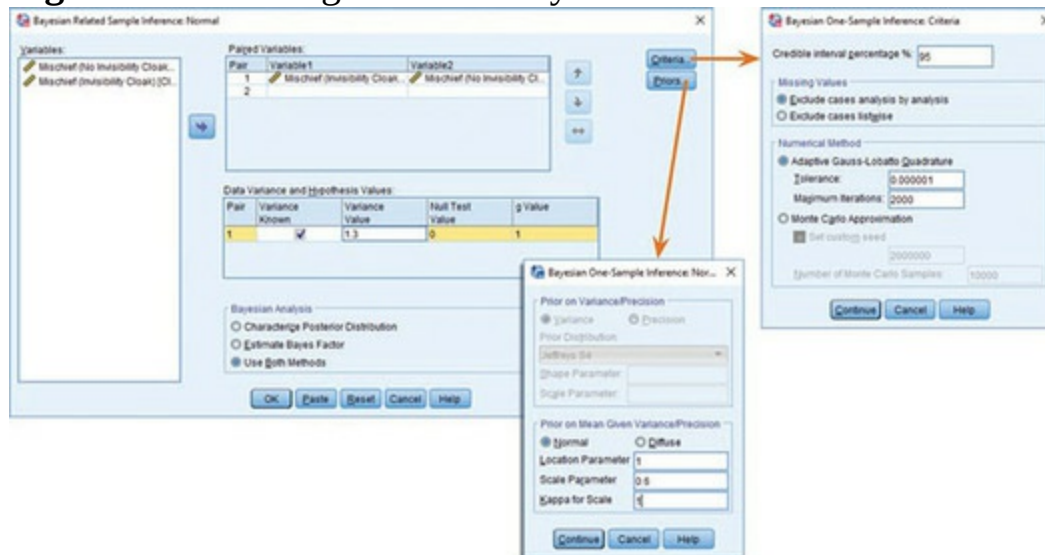 Bayesian Related Sample Inference: Normal
Variables:
Mischief (No Invisibility Cloak...
Mischief (Invisibility Cloak) [Cl...
Paired Variables:
Pair Variable1 Variable2
1 Mischief (Invisibility Cloak... Mischief (No Invisibility Cl...
2
Criteria...
Priors...
Data Variance and Hypothesis Values:
Pair Variance Known Variance Value Null Test Value g Value
1 1.3 0 1
Bayesian Analysis
Characterize Posterior Distribution
Estimate Bayes Factor
Use Both Methods
OK Paste Reset Cancel Help
Bayesian One-Sample Inference: Criteria
Credible interval percentage %: 95
Missing Values
Exclude cases analysis by analysis
Exclude cases listwise
Numerical Method
Adaptive Gauss-Lobatto Quadrature
Tolerance: 0.000001
Maximum Iterations: 2000
Monte Carlo Approximation
Set custom seed
2000000
Number of Monte Carlo Samples: 10000
Continue Cancel Help
Bayesian One-Sample Inference: Nor...
Prior on Variance/Precision
Variance Precision
Prior Distribution:
Jeffreys S4
Shape Parameter:
Scale Parameter:
Prior on Mean Given Variance/Precision
Normal Diffuse
Location Parameter 1
Scale Parameter 0.6
Kappa for Scale 1
Continue Cancel Help